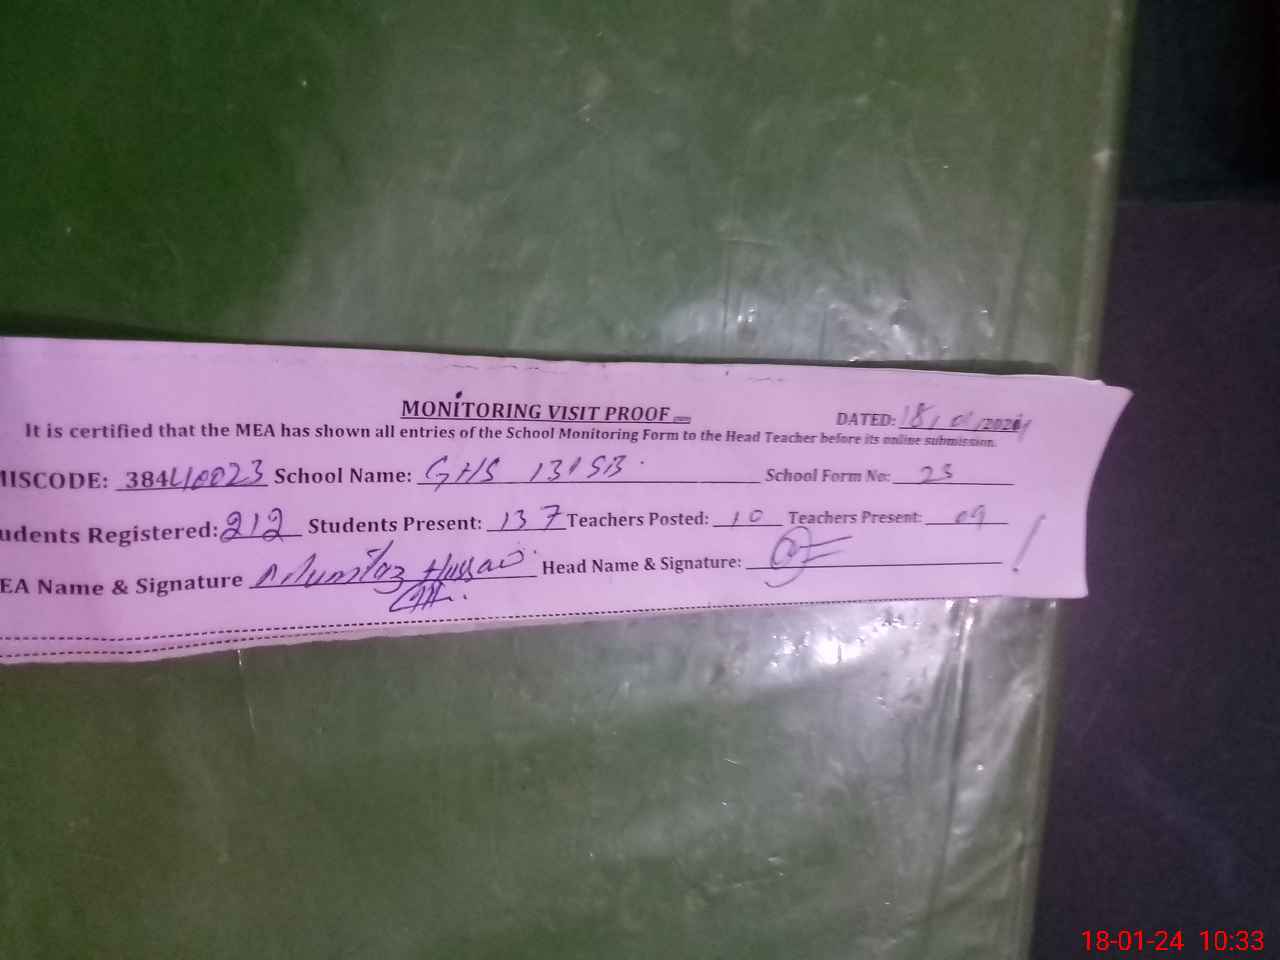 MONITORING VISIT PROOF
DATED: 18/01/2024
It is certified that the MEA has shown all entries of the School Monitoring Form to the Head Teacher before its online submission.
MISCODE: 38440023 School Name: GHS 131SB School Form No: 23
udents Registered: 212 Students Present: 137 Teachers Posted: 10 Teachers Present: 09
EA Name & Signature Mumtaz Hussain Head Name & Signature:
18-01-24 10:33